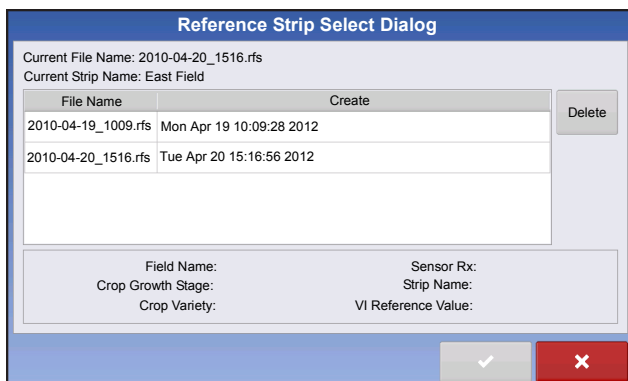 Reference Strip Select Dialog
Current File Name: 2010-04-20_1516.rfs
Current Strip Name: East Field
File Name Create
Delete
2010-04-19_1009.rfs Mon Apr 19 10:09:28 2012
2010-04-20_1516.rfs Tue Apr 20 15:16:56 2012
Field Name: Sensor Rx:
Crop Growth Stage: Strip Name:
Crop Variety: VI Reference Value: